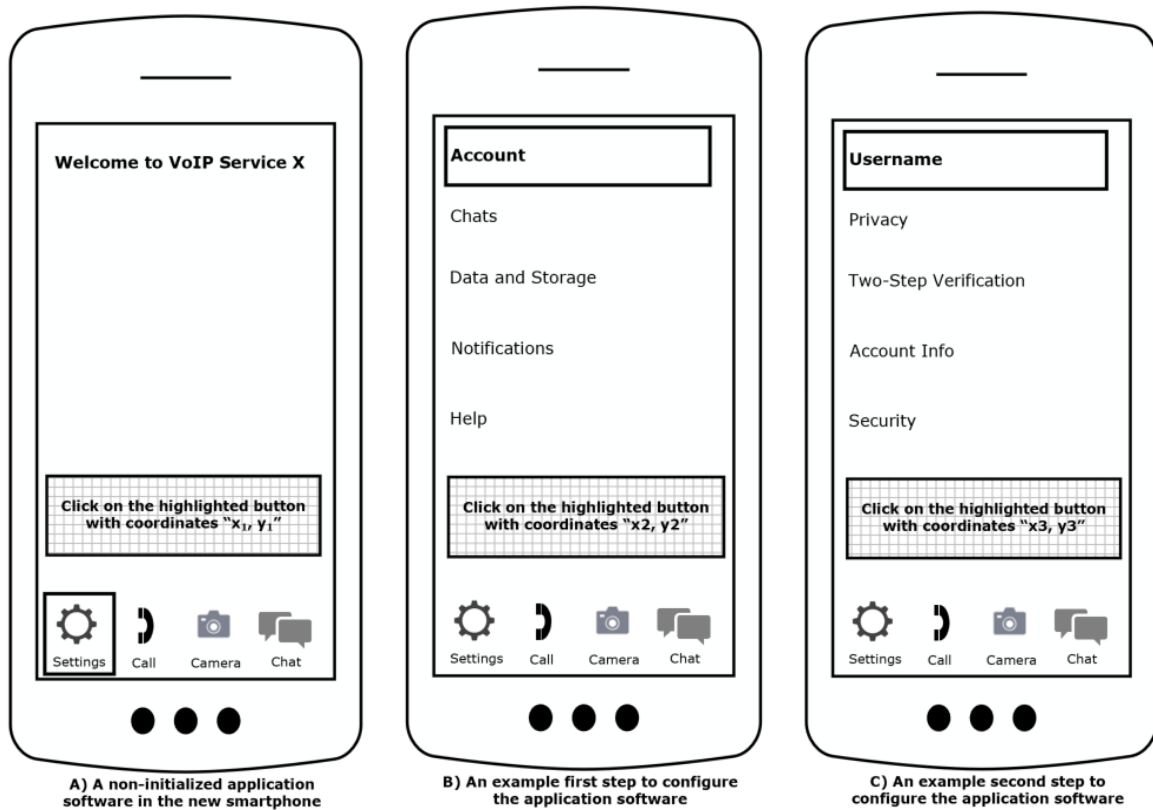 Welcome to VoIP Service X
Click on the highlighted button
with coordinates “x₁, y₁”
Settings
Call
Camera
Chat
A) A non-initialized application
software in the new smartphone
Account
Chats
Data and Storage
Notifications
Help
Click on the highlighted button
with coordinates “x2, y2”
Settings
Call
Camera
Chat
B) An example first step to configure
the application software
Username
Privacy
Two-Step Verification
Account Info
Security
Click on the highlighted button
with coordinates “x3, y3”
Settings
Call
Camera
Chat
C) An example second step to
configure the application software